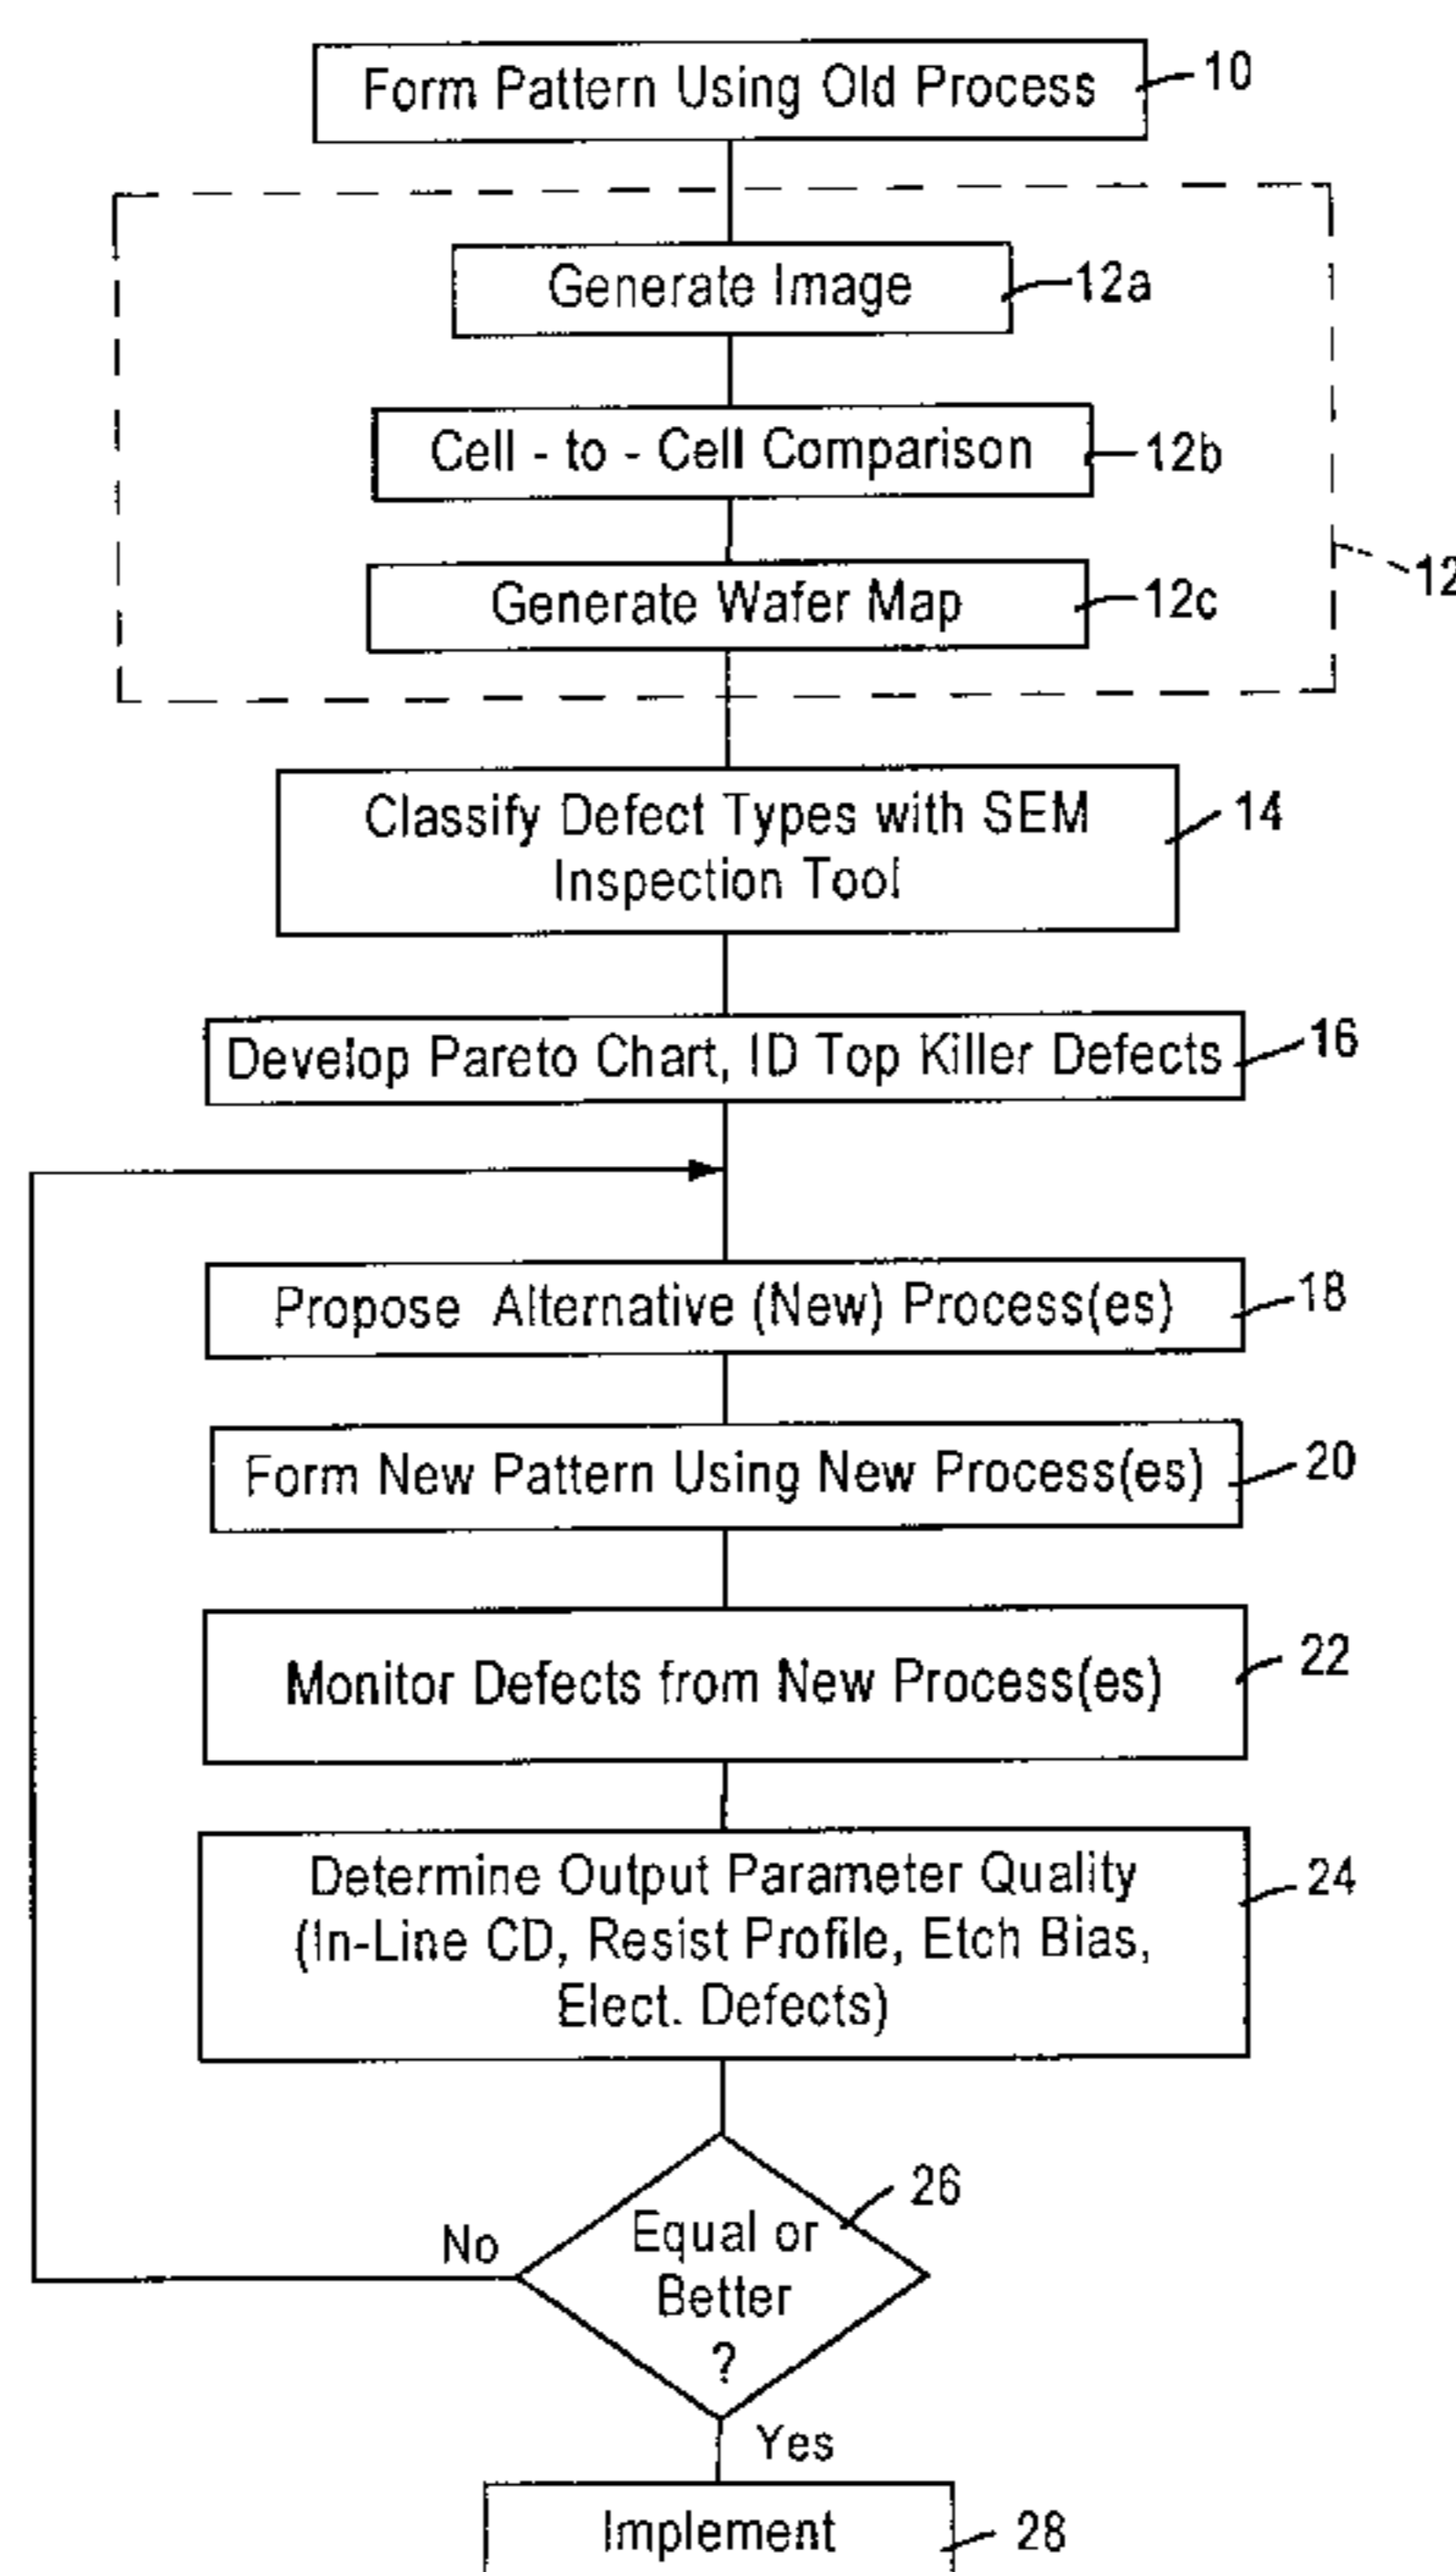 Form Pattern Using Old Process
10
Generate Image
12a
Cell - to - Cell Comparison
12b
Generate Wafer Map
12c
12
Classify Defect Types with SEM
Inspection Tool
14
Develop Pareto Chart, ID Top Killer Defects
16
Propose Alternative (New) Process(es)
18
Form New Pattern Using New Process(es)
20
Monitor Defects from New Process(es)
22
Determine Output Parameter Quality
(In-Line CD, Resist Profile, Etch Bias,
Elect. Defects)
24
Equal or
Better
?
26
No
Yes
Implement
28